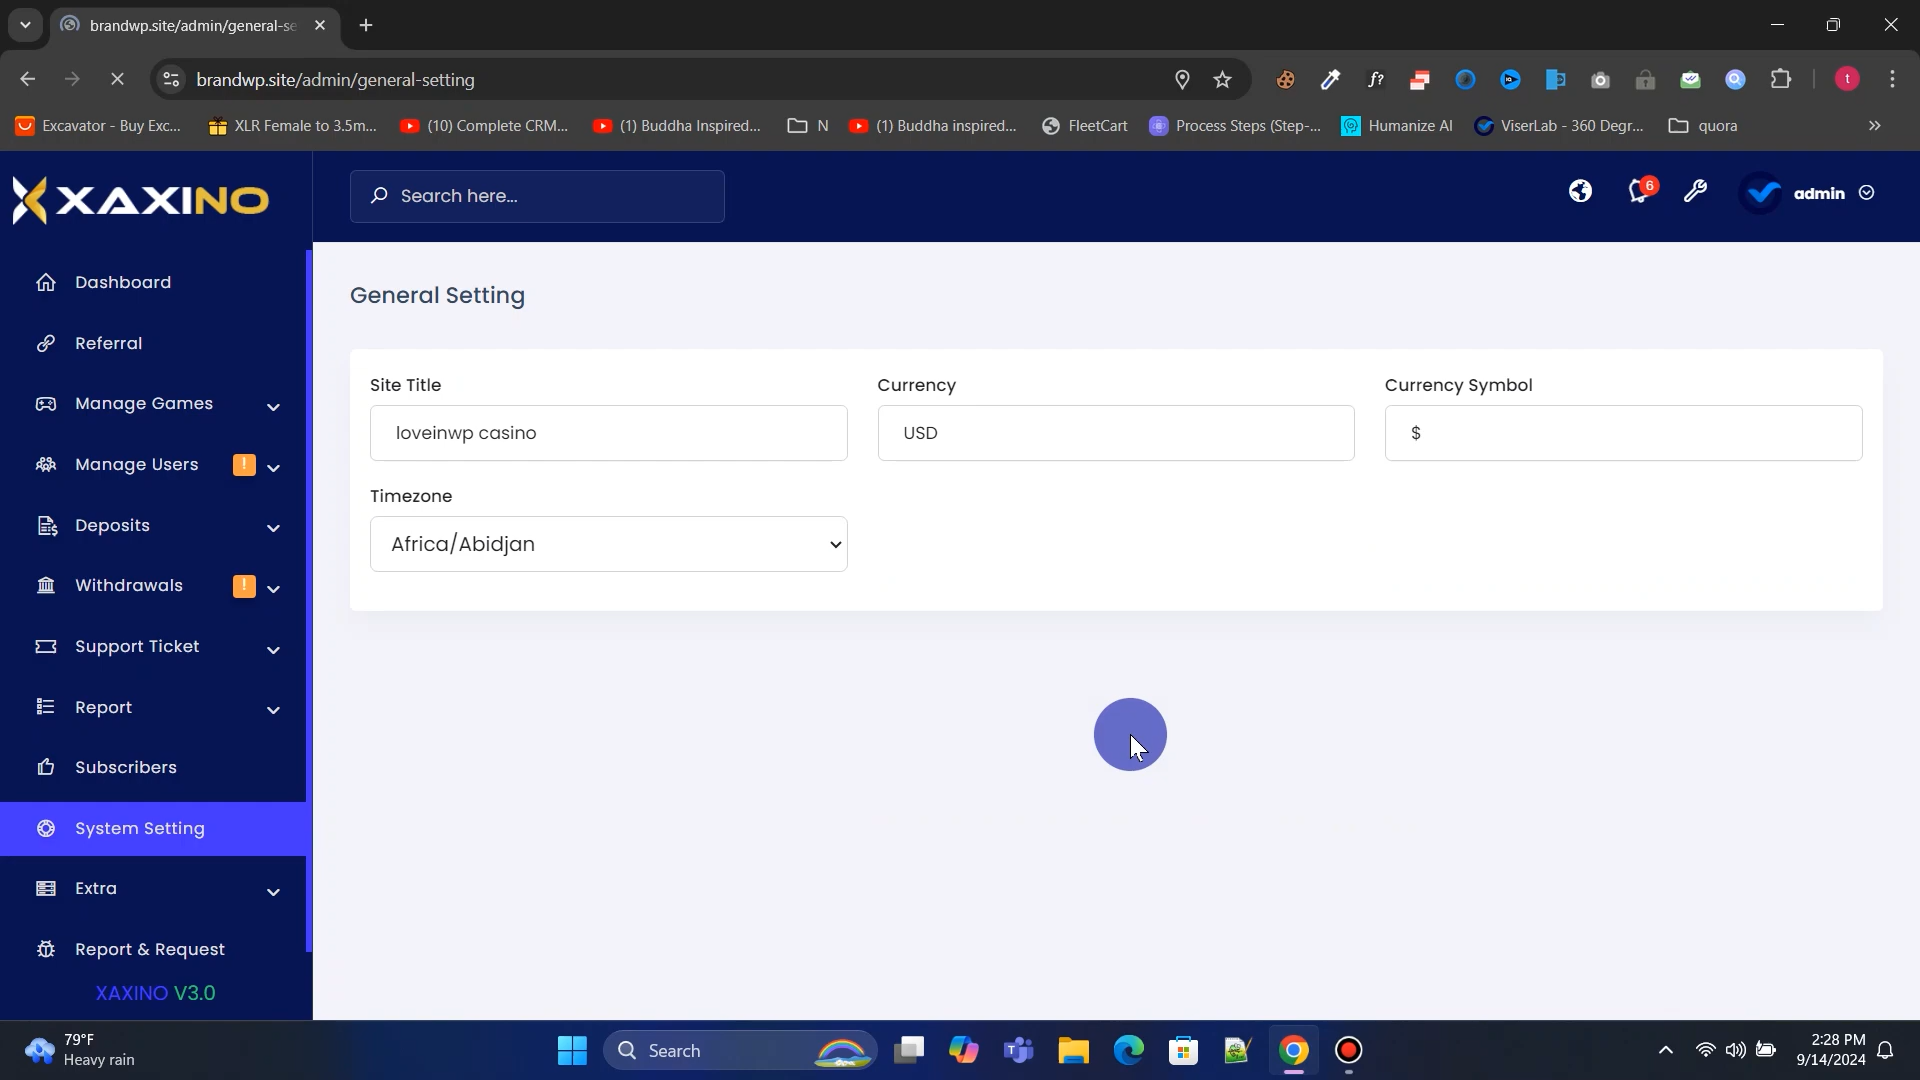 brandwp.site/admin/general-se
brandwp.site/admin/general-setting
t
Excavator - Buy Exc...
XLR Female to 3.5m...
(10) Complete CRM...
(1) Buddha Inspired...
N
(1) Buddha inspired...
FleetCart
Process Steps (Step-...
Humanize AI
ViserLab - 360 Degr...
quora
XAXINO
Search here...
6
admin
Dashboard
Referral
Manage Games
Manage Users
!
Deposits
Withdrawals
!
Support Ticket
Report
Subscribers
System Setting
Extra
Report & Request
XAXINO V3.0
General Setting
Site Title
Currency
Currency Symbol
loveinwp casino
USD
$
Timezone
Africa/Abidjan
79°F
Heavy rain
Search
2:28 PM
9/14/2024